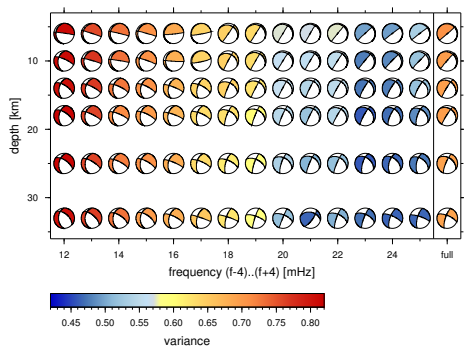 10
20
30
depth [km]
12 14 16 18 20 22 24 full
frequency (f-4)..(f+4) [mHz]
0.45 0.50 0.55 0.60 0.65 0.70 0.75 0.80
variance